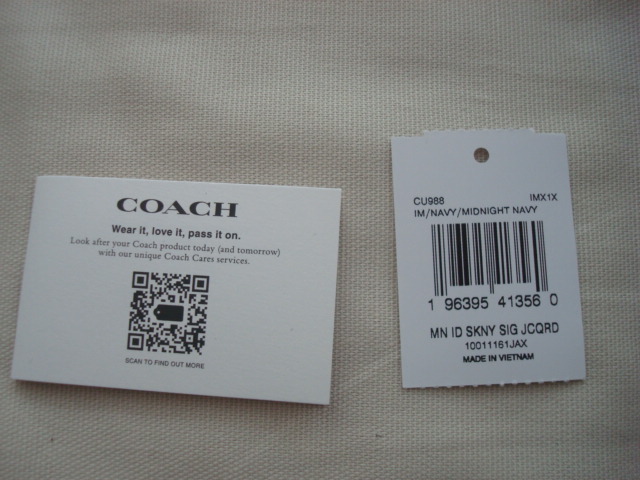 COACH
Wear it, love it, pass it on.
Look after your Coach product today (and tomorrow)
with our unique Coach Cares services.
SCAN TO FIND OUT MORE
CU988 IMX1X
IM/NAVY/MIDNIGHT NAVY
1 96395 41356 0
MN ID SKNY SIG JCQRD
10011161JAX
MADE IN VIETNAM